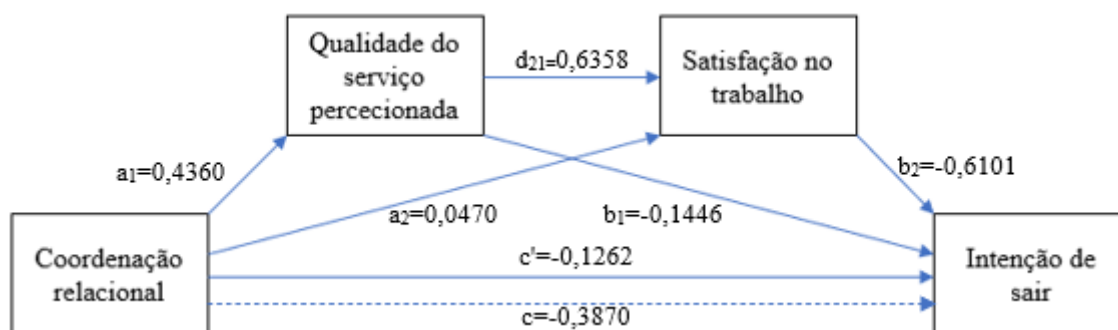 Qualidade do
serviço
percecionada
d21=0,6358
Satisfação no
trabalho
a1=0,4360
b2=-0,6101
a2=0,0470
b1=-0,1446
Coordenação
relacional
c'=-0,1262
Intenção de
sair
c=-0,3870